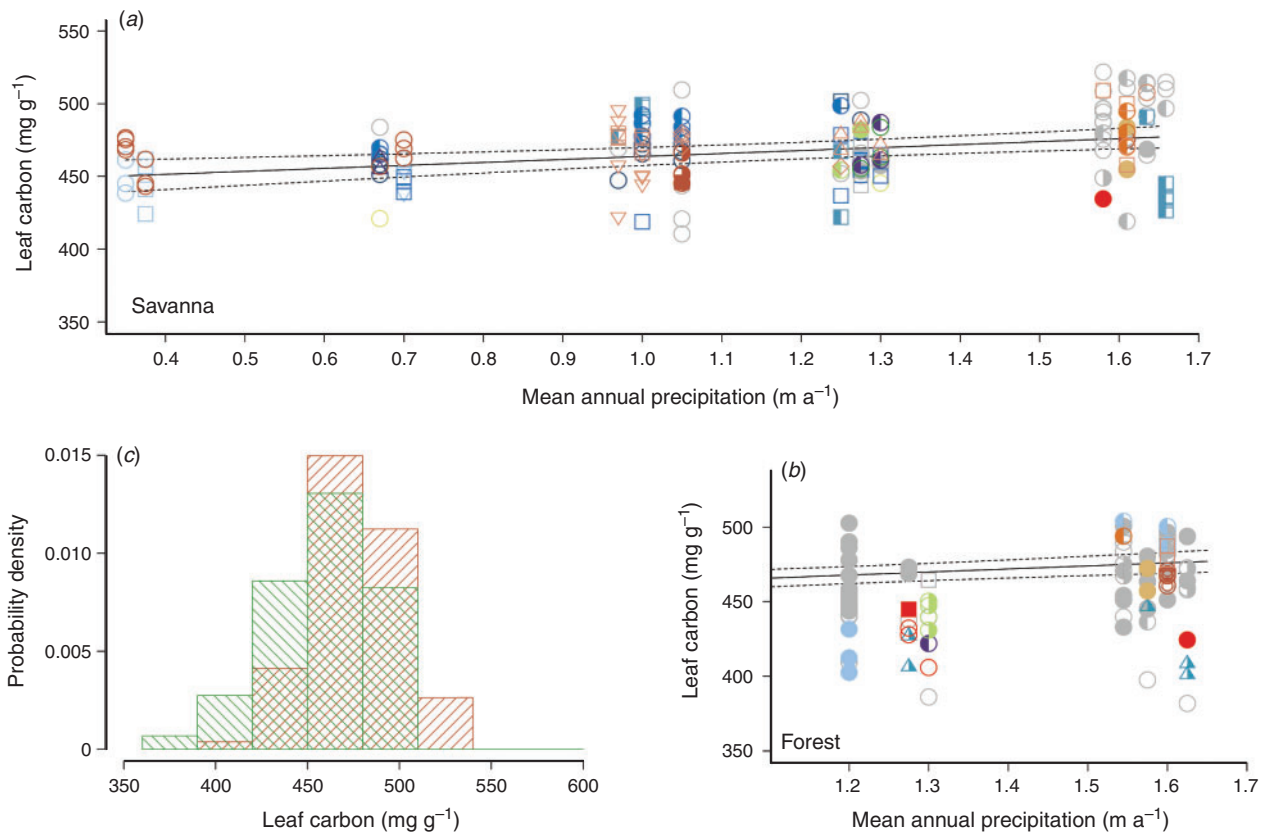 (a)
Leaf carbon (mg g⁻¹)
550
500
450
400
350
Savanna
0.4 0.5 0.6 0.7 0.8 0.9 1.0 1.1 1.2 1.3 1.4 1.5 1.6 1.7
Mean annual precipitation (m a⁻¹)
(c)
Probability density
0.015
0.010
0.005
0
350 400 450 500 550 600
Leaf carbon (mg g⁻¹)
(b)
Leaf carbon (mg g⁻¹)
500
450
400
350
Forest
1.2 1.3 1.4 1.5 1.6 1.7
Mean annual precipitation (m a⁻¹)